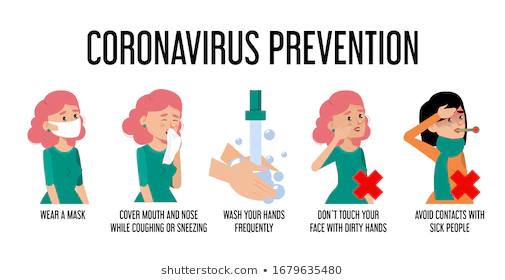 CORONAVIRUS PREVENTION
WEAR A MASK
COVER MOUTH AND NOSE
WHILE COUGHING OR SNEEZING
WASH YOUR HANDS
FREQUENTLY
DON`T TOUCH YOUR
FACE WITH DIRTY HANDS
AVOID CONTACTS WITH
SICK PEOPLE
shutterstock.com • 1679635480